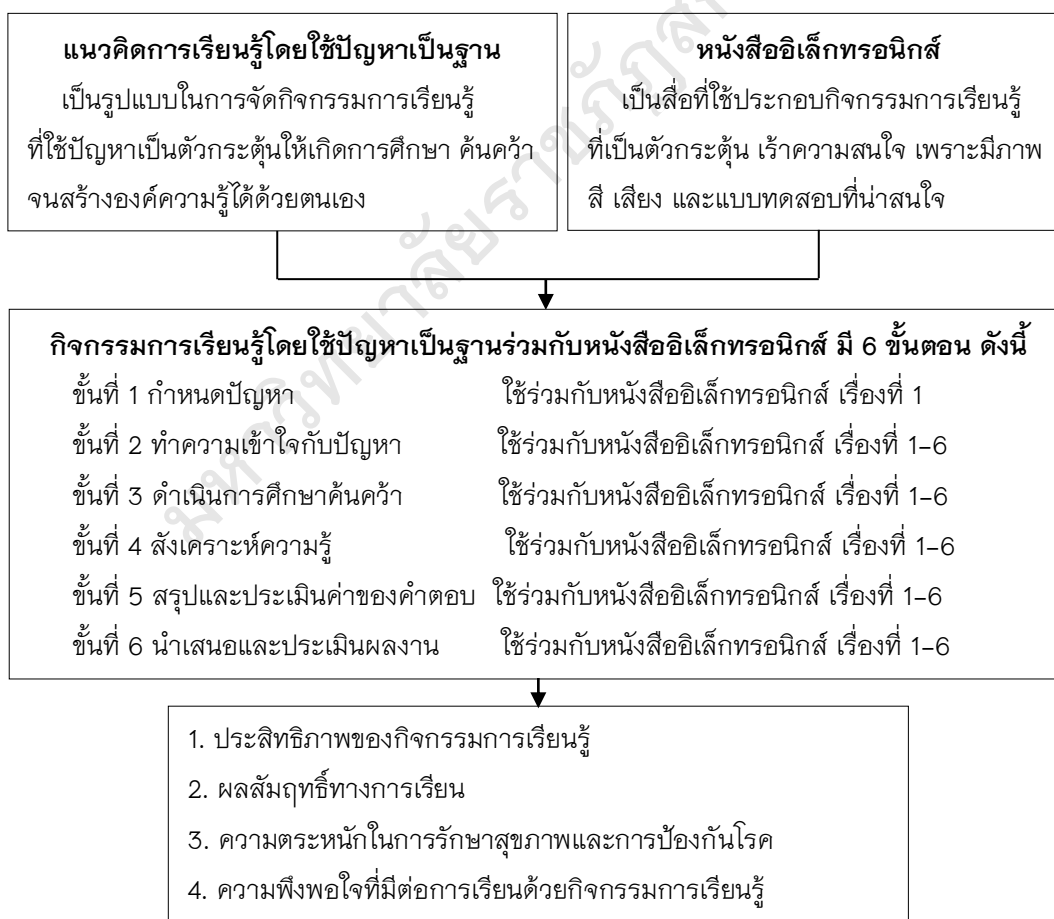 แนวคิดการเรียนรู้โดยใช้ปัญหาเป็นฐาน
เป็นรูปแบบในการจัดกิจกรรมการเรียนรู้
ที่ใช้ปัญหาเป็นตัวกระตุ้นให้เกิดการศึกษา ค้นคว้า
จนสร้างองค์ความรู้ได้ด้วยตนเอง
หนังสืออิเล็กทรอนิกส์
เป็นสื่อที่ใช้ประกอบกิจกรรมการเรียนรู้
ที่เป็นตัวกระตุ้น เร้าความสนใจ เพราะมีภาพ
สี เสียง และแบบทดสอบที่น่าสนใจ
กิจกรรมการเรียนรู้โดยใช้ปัญหาเป็นฐานร่วมกับหนังสืออิเล็กทรอนิกส์ มี 6 ขั้นตอน ดังนี้
ขั้นที่ 1 กำหนดปัญหา ใช้ร่วมกับหนังสืออิเล็กทรอนิกส์ เรื่องที่ 1
ขั้นที่ 2 ทำความเข้าใจกับปัญหา ใช้ร่วมกับหนังสืออิเล็กทรอนิกส์ เรื่องที่ 1–6
ขั้นที่ 3 ดำเนินการศึกษาค้นคว้า ใช้ร่วมกับหนังสืออิเล็กทรอนิกส์ เรื่องที่ 1–6
ขั้นที่ 4 สังเคราะห์ความรู้ ใช้ร่วมกับหนังสืออิเล็กทรอนิกส์ เรื่องที่ 1–6
ขั้นที่ 5 สรุปและประเมินค่าของคำตอบ ใช้ร่วมกับหนังสืออิเล็กทรอนิกส์ เรื่องที่ 1–6
ขั้นที่ 6 นำเสนอและประเมินผลงาน ใช้ร่วมกับหนังสืออิเล็กทรอนิกส์ เรื่องที่ 1–6
1. ประสิทธิภาพของกิจกรรมการเรียนรู้
2. ผลสัมฤทธิ์ทางการเรียน
3. ความตระหนักในการรักษาสุขภาพและการป้องกันโรค
4. ความพึงพอใจที่มีต่อการเรียนด้วยกิจกรรมการเรียนรู้
มหาวิทยาลัยราชภัฏ